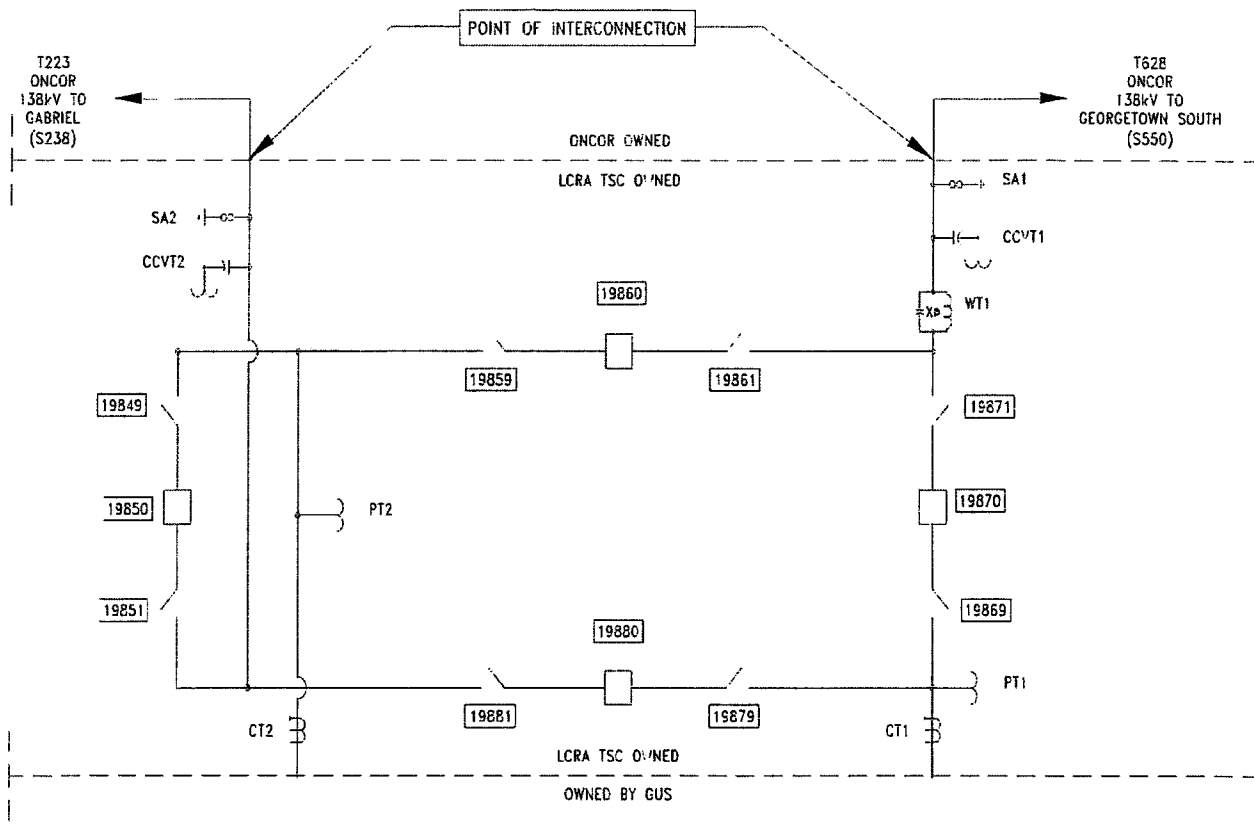 POINT OF INTERCONNECTION
T223
ONCOR
138kV TO
GABRIEL
(S238)
T628
ONCOR
138kV TO
GEORGETOWN SOUTH
(S550)
ONCOR OWNED
LCRA TSC OWNED
SA2
SA1
CCVT2
CCVT1
19860
WT1
19859
19861
19849
19871
19850
PT2
19870
19851
19869
19880
PT1
19881
19879
CT2
CT1
LCRA TSC OWNED
OWNED BY GUS